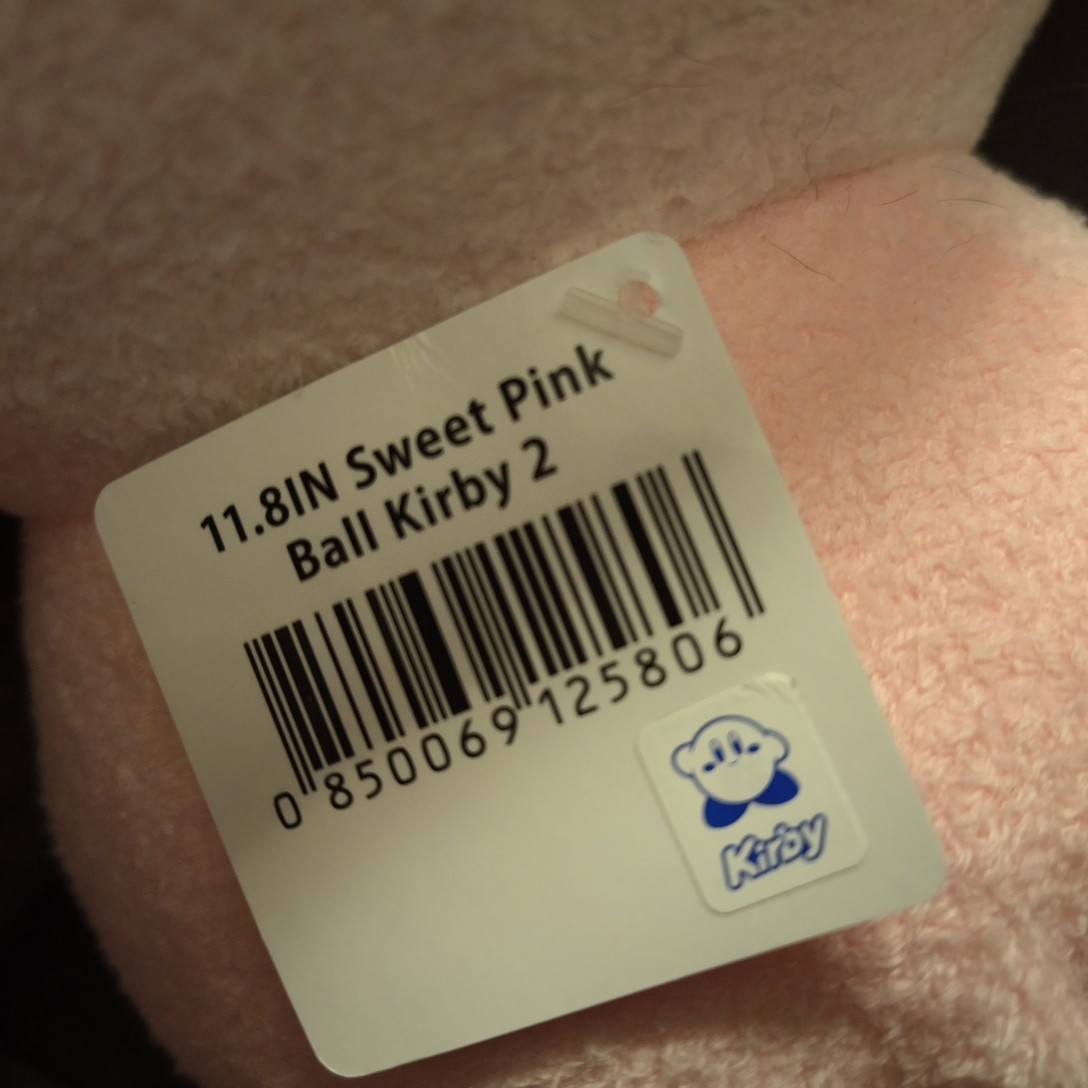 11.8IN Sweet Pink
Ball Kirby 2
0 850069 125806
Kirby